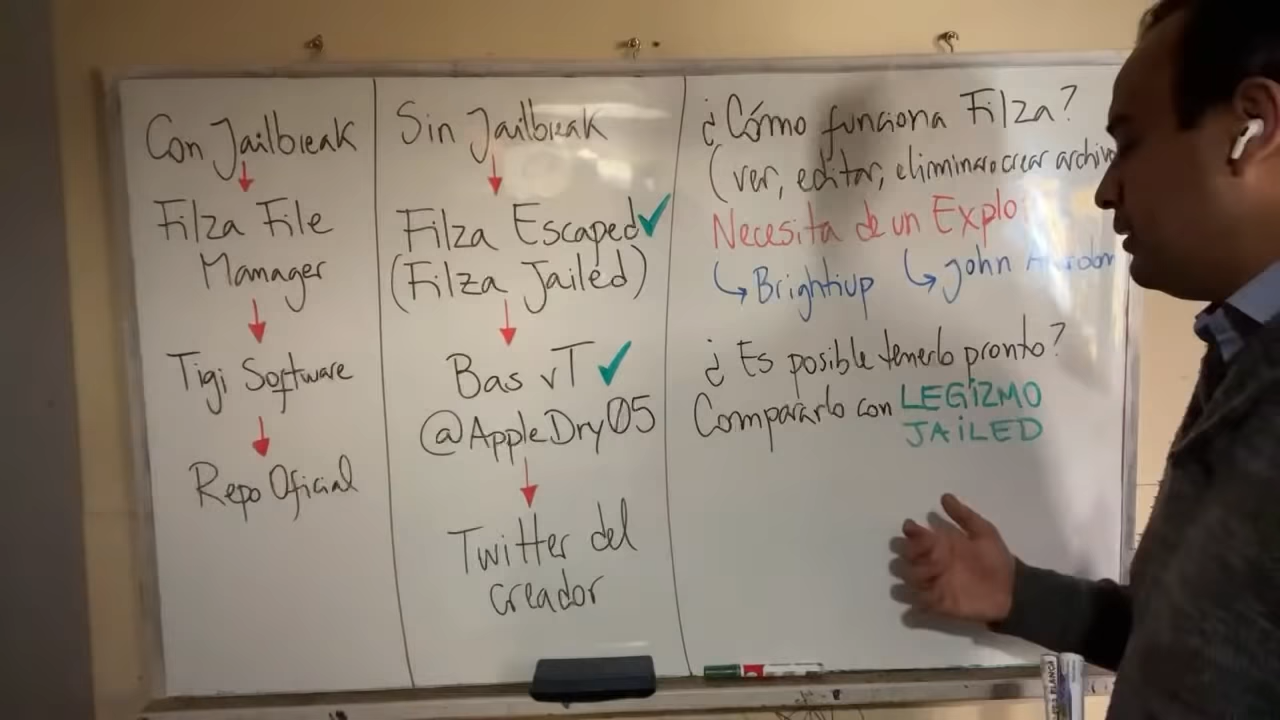 Con Jailbreak
Filza File
Manager
Tigi Software
Repo Oficial
Sin Jailbreak
Filza Escaped
(Filza Jailed)
Bas vT
@AppleDry05
Twitter del
creador
¿Cómo funciona Filza?
(ver, editar, eliminar o crear archivo
Necesita de un Explo
Brightiup
John
¿Es posible tenerlo pronto?
Compararlo con LEGiZMO
JAiLED